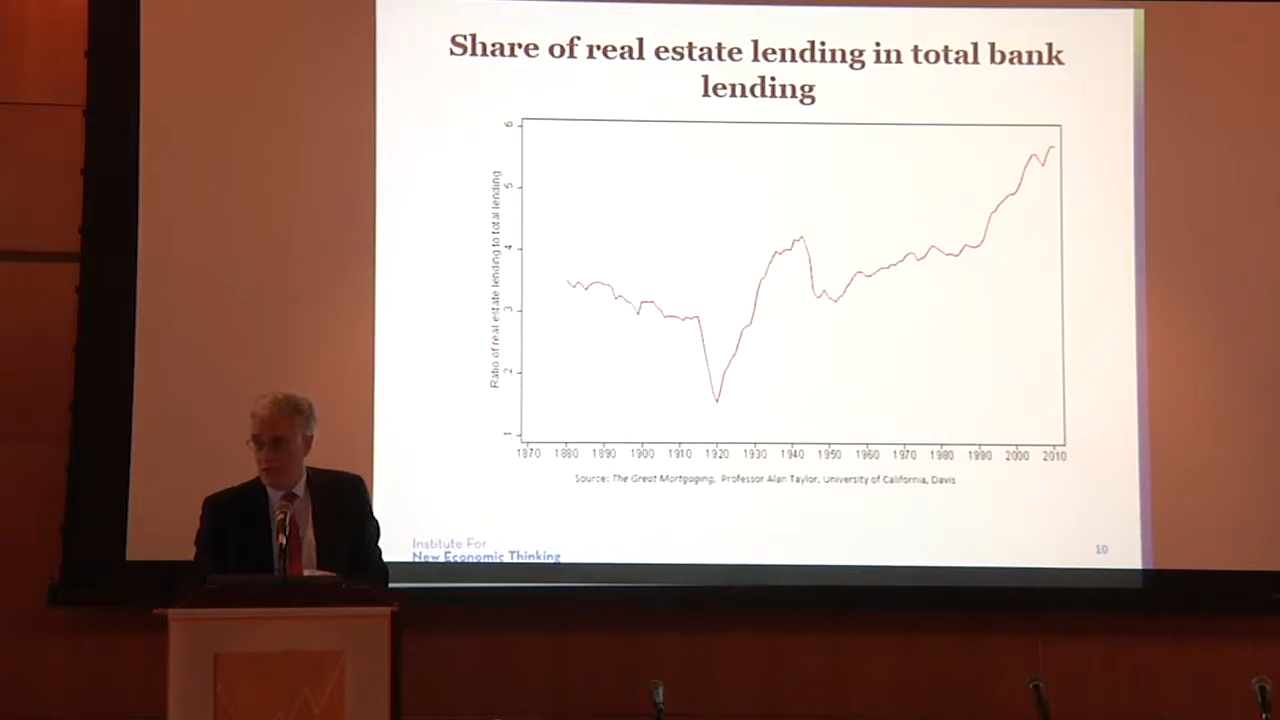 Share of real estate lending in total bank
lending
Ratio of real estate lending to total lending
6
5
4
3
2
1
1870 1880 1890 1900 1910 1920 1930 1940 1950 1960 1970 1980 1990 2000 2010
Source: The Great Mortgaging, Professor Alan Taylor, University of California, Davis
Institute For
New Economic Thinking
10